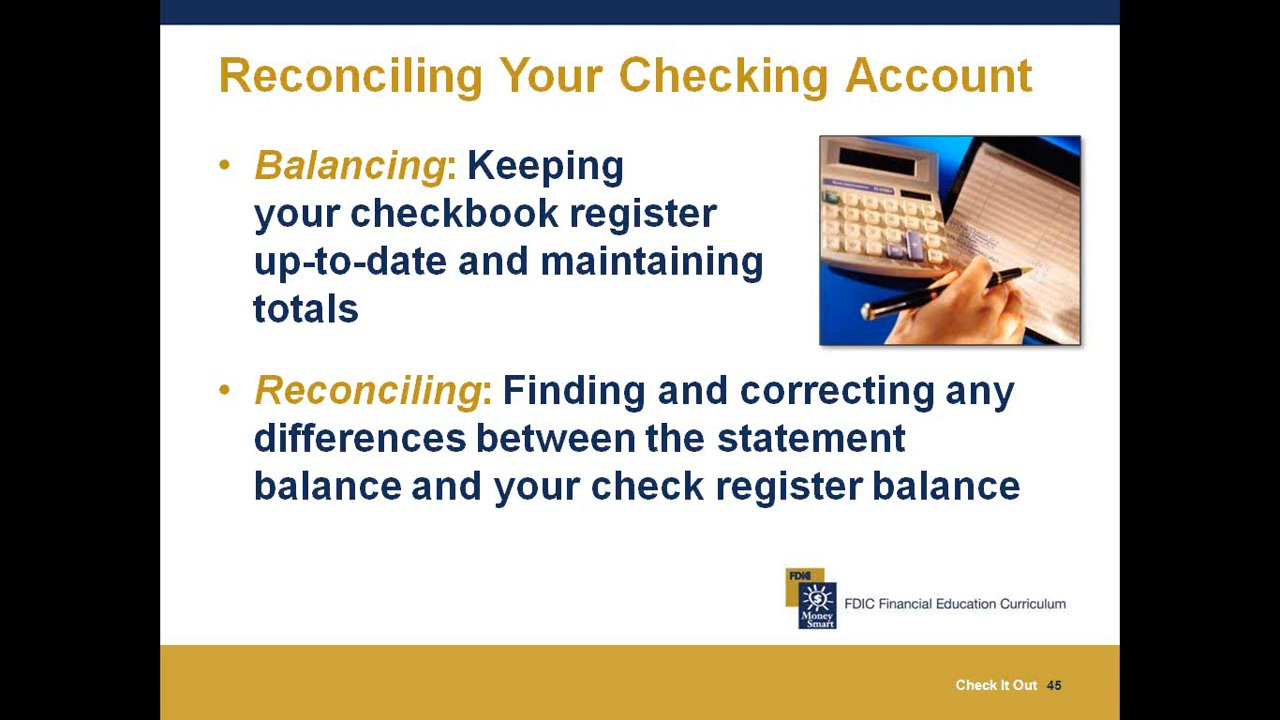 Reconciling Your Checking Account
• Balancing: Keeping
your checkbook register
up-to-date and maintaining
totals
• Reconciling: Finding and correcting any
differences between the statement
balance and your check register balance
FDIC
Money
Smart
FDIC Financial Education Curriculum
Check It Out 45